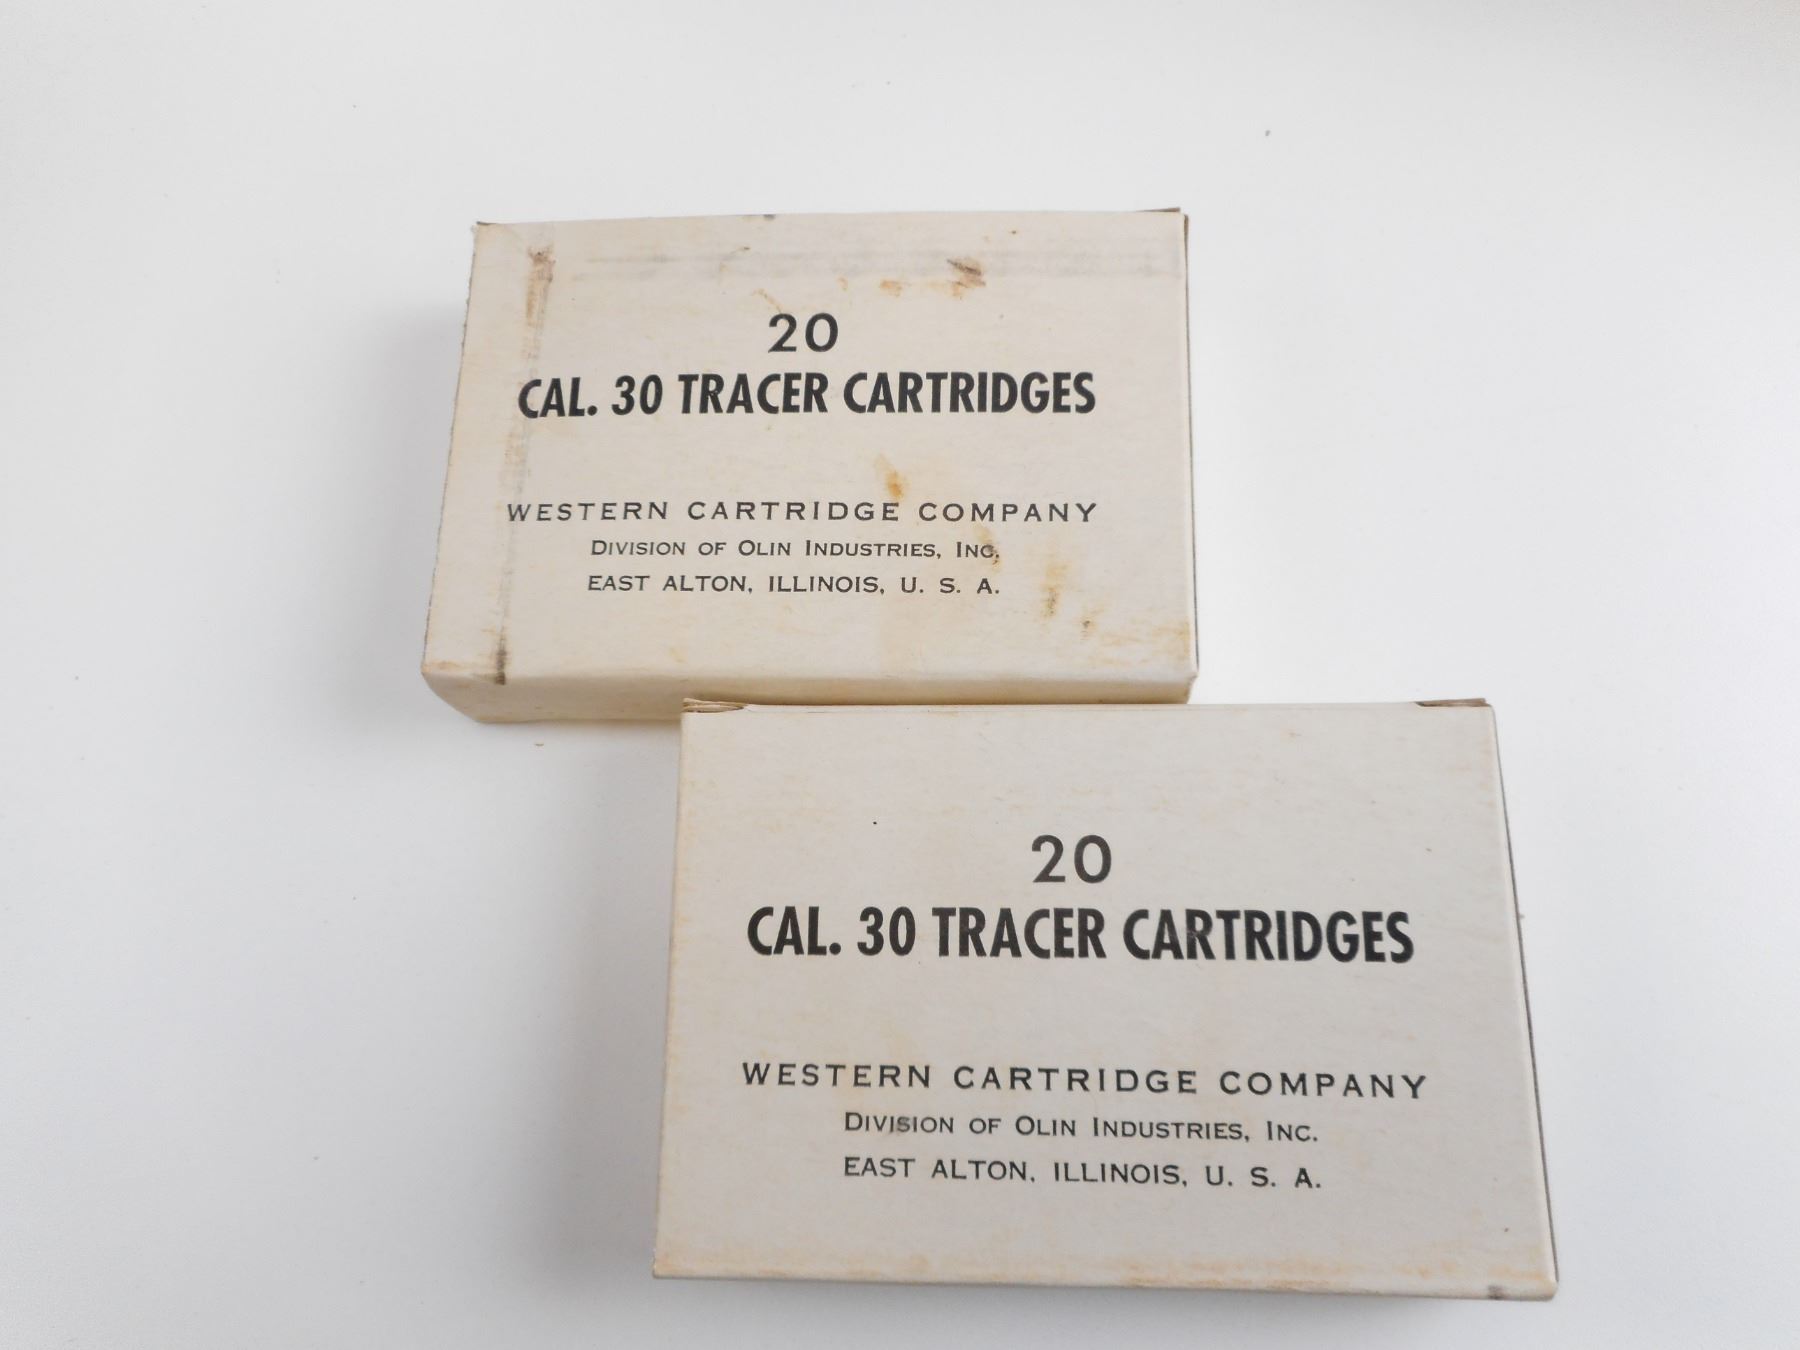 20
CAL. 30 TRACER CARTRIDGES
WESTERN CARTRIDGE COMPANY
DIVISION OF OLIN INDUSTRIES, INC.
EAST ALTON, ILLINOIS, U. S. A.
20
CAL. 30 TRACER CARTRIDGES
WESTERN CARTRIDGE COMPANY
DIVISION OF OLIN INDUSTRIES, INC.
EAST ALTON, ILLINOIS, U. S. A.